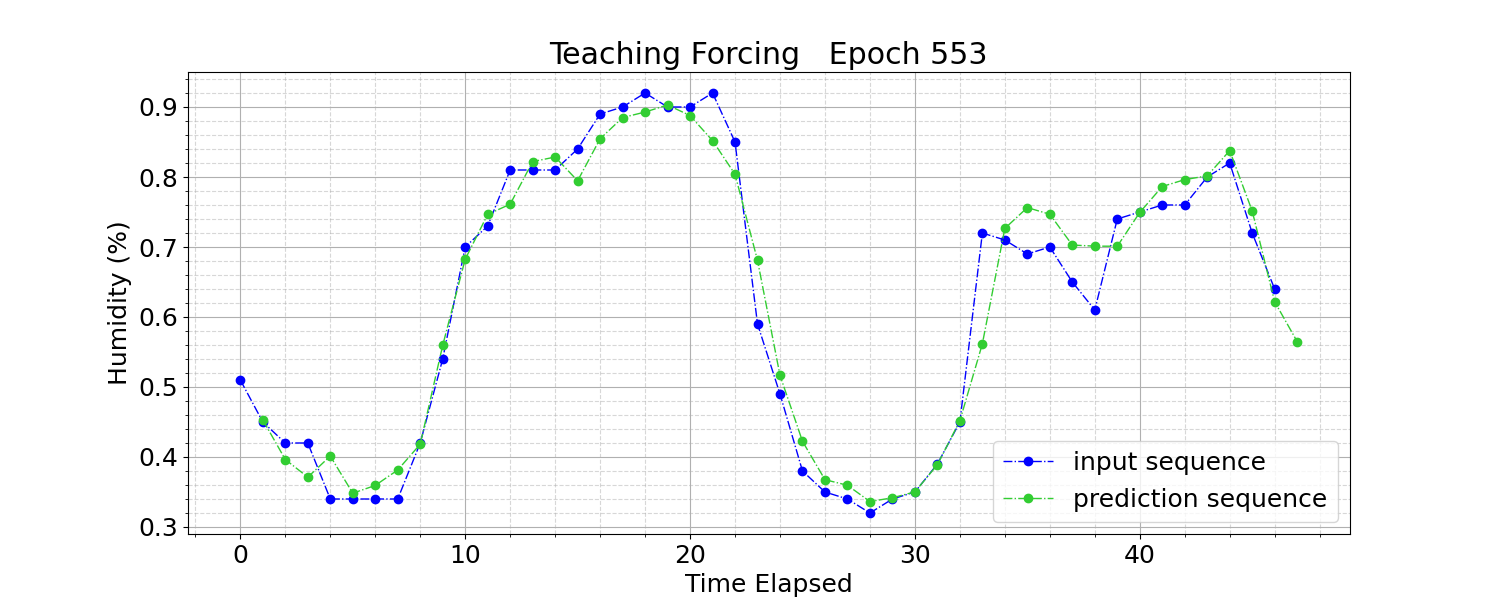 Teaching Forcing   Epoch 553
Humidity (%)
0.9
0.8
0.7
0.6
0.5
0.4
0.3
0 10 20 30 40
Time Elapsed
input sequence
prediction sequence